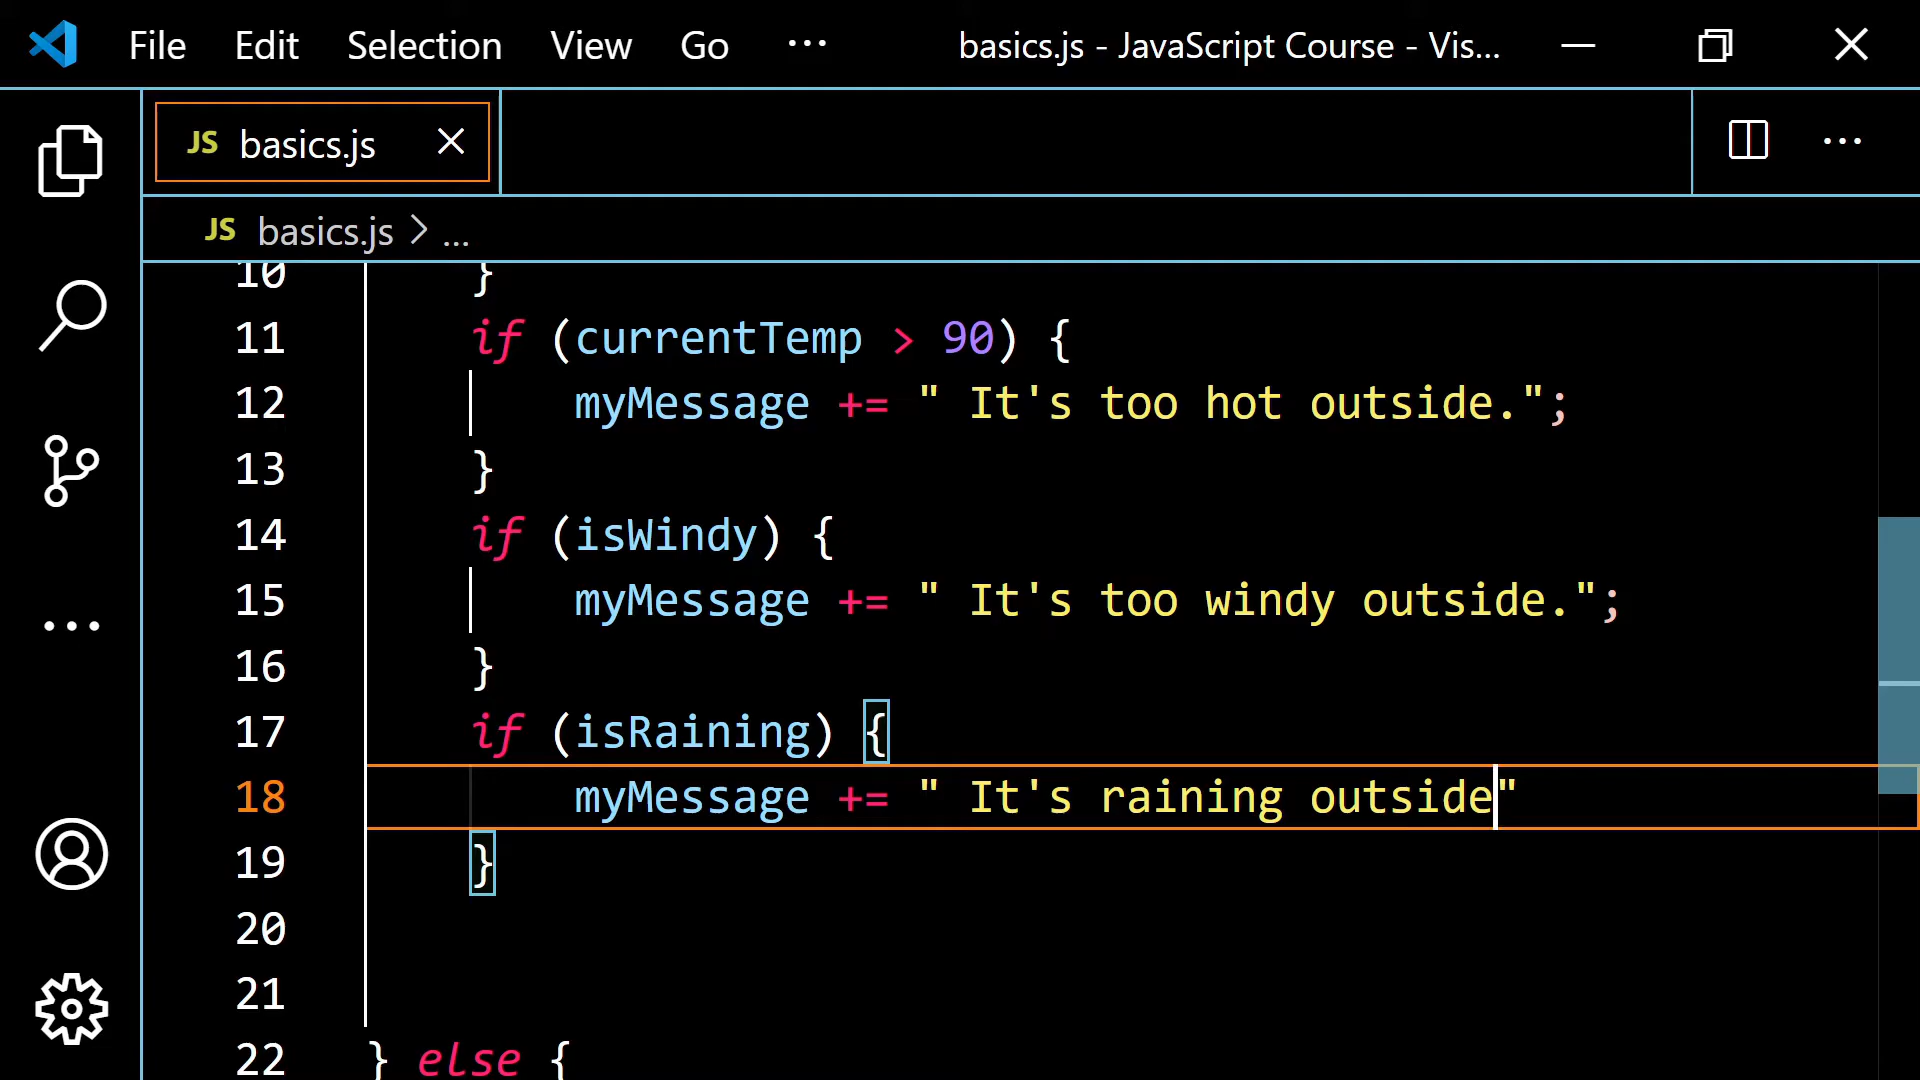 File Edit Selection View Go ··· basics.js - JavaScript Course - Vis...
JS basics.js
JS basics.js > ...
10 }
11 if (currentTemp > 90) {
12 myMessage += " It's too hot outside.";
13 }
14 if (isWindy) {
15 myMessage += " It's too windy outside.";
16 }
17 if (isRaining) {
18 myMessage += " It's raining outside"
19 }
20
21
22 } else {